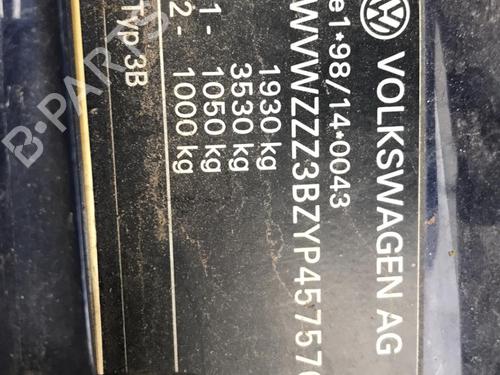 VOLKSWAGEN AG
e1*98/14*0043
WVWZZZ3BZYP45757
1930 kg
3530 kg
1 - 1050 kg
2 - 1000 kg
Typ 3B
B-PARTS